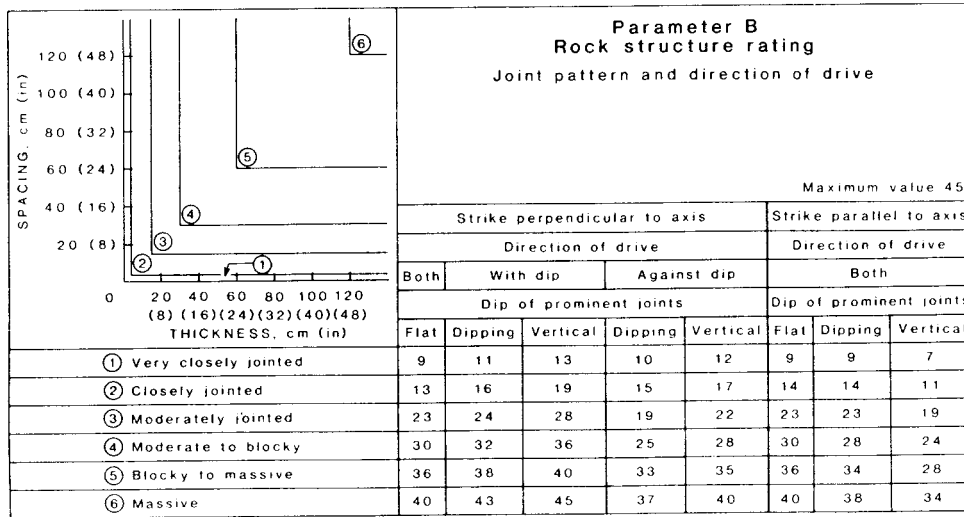 Parameter B
Rock structure rating
Joint pattern and direction of drive
Maximum value 45
SPACING, cm (in)
120 (48)
100 (40)
80 (32)
60 (24)
40 (16)
20 (8)
6
5
4
3
2
1
0 20 40 60 80 100 120
(8) (16) (24) (32) (40) (48)
THICKNESS, cm (in)
Strike perpendicular to axis Strike parallel to axis
Direction of drive Direction of drive
Both With dip Against dip Both
Dip of prominent joints Dip of prominent joints
Flat Dipping Vertical Dipping Vertical Flat Dipping Vertical
1 Very closely jointed 9 11 13 10 12 9 9 7
2 Closely jointed 13 16 19 15 17 14 14 11
3 Moderately jointed 23 24 28 19 22 23 23 19
4 Moderate to blocky 30 32 36 25 28 30 28 24
5 Blocky to massive 36 38 40 33 35 36 34 28
6 Massive 40 43 45 37 40 40 38 34